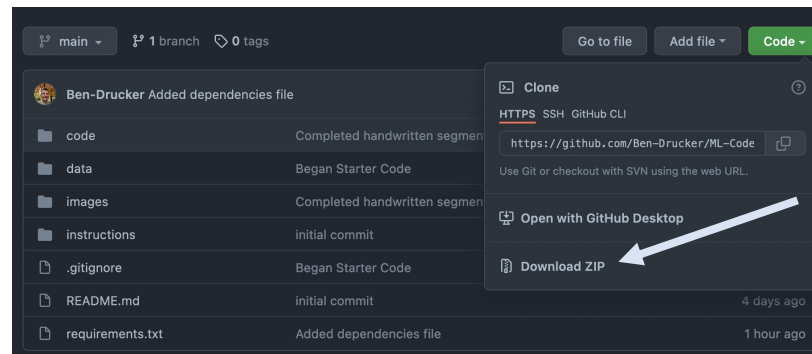 main
1 branch
0 tags
Go to file
Add file
Code
Ben-Drucker Added dependencies file
Clone
HTTPS SSH GitHub CLI
https://github.com/Ben-Drucker/ML-Code
Use Git or checkout with SVN using the web URL.
Open with GitHub Desktop
Download ZIP
code Completed handwritten segmen
data Began Starter Code
images Completed handwritten segmen
instructions initial commit
.gitignore Began Starter Code
README.md initial commit 4 days ago
requirements.txt Added dependencies file 1 hour ago